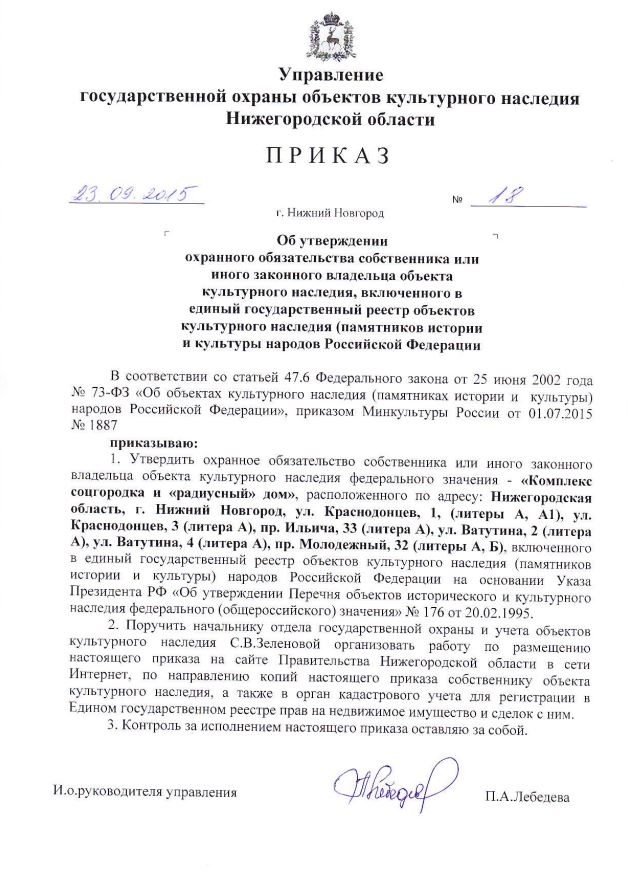 Управление
государственной охраны объектов культурного наследия
Нижегородской области
ПРИКАЗ
23.09.2015 № 18
г. Нижний Новгород
Об утверждении
охранного обязательства собственника или
иного законного владельца объекта
культурного наследия, включенного в
единый государственный реестр объектов
культурного наследия (памятников истории
и культуры народов Российской Федерации
В соответствии со статьей 47.6 Федерального закона от 25 июня 2002 года
№ 73-ФЗ «Об объектах культурного наследия (памятниках истории и культуры)
народов Российской Федерации», приказом Минкультуры России от 01.07.2015
№ 1887
приказываю:
1. Утвердить охранное обязательство собственника или иного законного
владельца объекта культурного наследия федерального значения - «Комплекс
соцгородка и «радиусный» дом», расположенного по адресу: Нижегородская
область, г. Нижний Новгород, ул. Краснодонцев, 1, (литеры А, А1), ул.
Краснодонцев, 3 (литера А), пр. Ильича, 33 (литера А), ул. Ватутина, 2 (литера
А), ул. Ватутина, 4 (литера А), пр. Молодежный, 32 (литеры А, Б), включенного
в единый государственный реестр объектов культурного наследия (памятников
истории и культуры) народов Российской Федерации на основании Указа
Президента РФ «Об утверждении Перечня объектов исторического и культурного
наследия федерального (общероссийского) значения» № 176 от 20.02.1995.
2. Поручить начальнику отдела государственной охраны и учета объектов
культурного наследия С.В.Зеленовой организовать работу по размещению
настоящего приказа на сайте Правительства Нижегородской области в сети
Интернет, по направлению копий настоящего приказа собственнику объекта
культурного наследия, а также в орган кадастрового учета для регистрации в
Едином государственном реестре прав на недвижимое имущество и сделок с ним.
3. Контроль за исполнением настоящего приказа оставляю за собой.
И.о.руководителя управления П.А.Лебедева